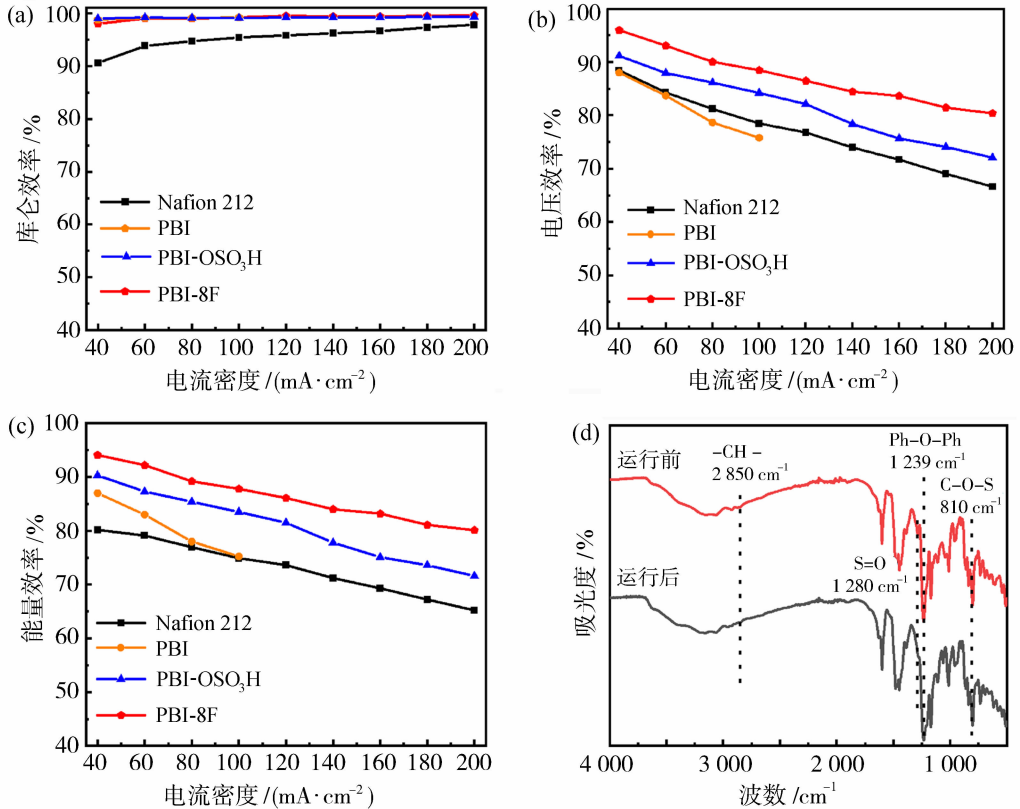 (a)
100
90
80
70
60
50
40
库仑效率/%
Nafion 212
PBI
PBI-OSO₃H
PBI-8F
40 60 80 100 120 140 160 180 200
电流密度/(mA·cm⁻²)
(b)
100
90
80
70
60
50
40
电压效率/%
Nafion 212
PBI
PBI-OSO₃H
PBI-8F
40 60 80 100 120 140 160 180 200
电流密度/(mA·cm⁻²)
(c)
100
90
80
70
60
50
40
能量效率/%
Nafion 212
PBI
PBI-OSO₃H
PBI-8F
40 60 80 100 120 140 160 180 200
电流密度/(mA·cm⁻²)
(d)
吸光度/%
运行前
-CH -
2 850 cm⁻¹
Ph-O-Ph
1 239 cm⁻¹
C-O-S
810 cm⁻¹
S=O
1 280 cm⁻¹
运行后
4 000 3 000 2 000 1 000
波数/cm⁻¹